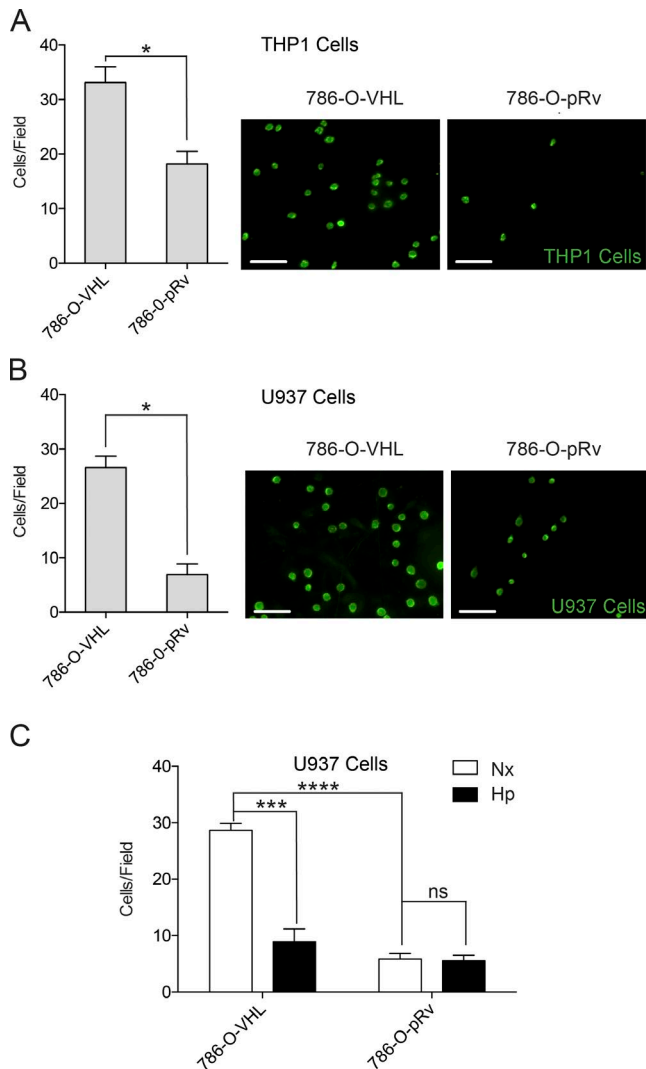 A
THP1 Cells
786-O-VHL
786-O-pRv
Cells/Field
40
30
20
10
0
*
786-O-VHL
786-0-pRv
THP1 Cells
B
U937 Cells
786-O-VHL
786-O-pRv
Cells/Field
40
30
20
10
0
*
786-O-VHL
786-0-pRv
U937 Cells
C
U937 Cells
Nx
Hp
Cells/Field
40
30
20
10
0
****
***
ns
786-O-VHL
786-O-pRv